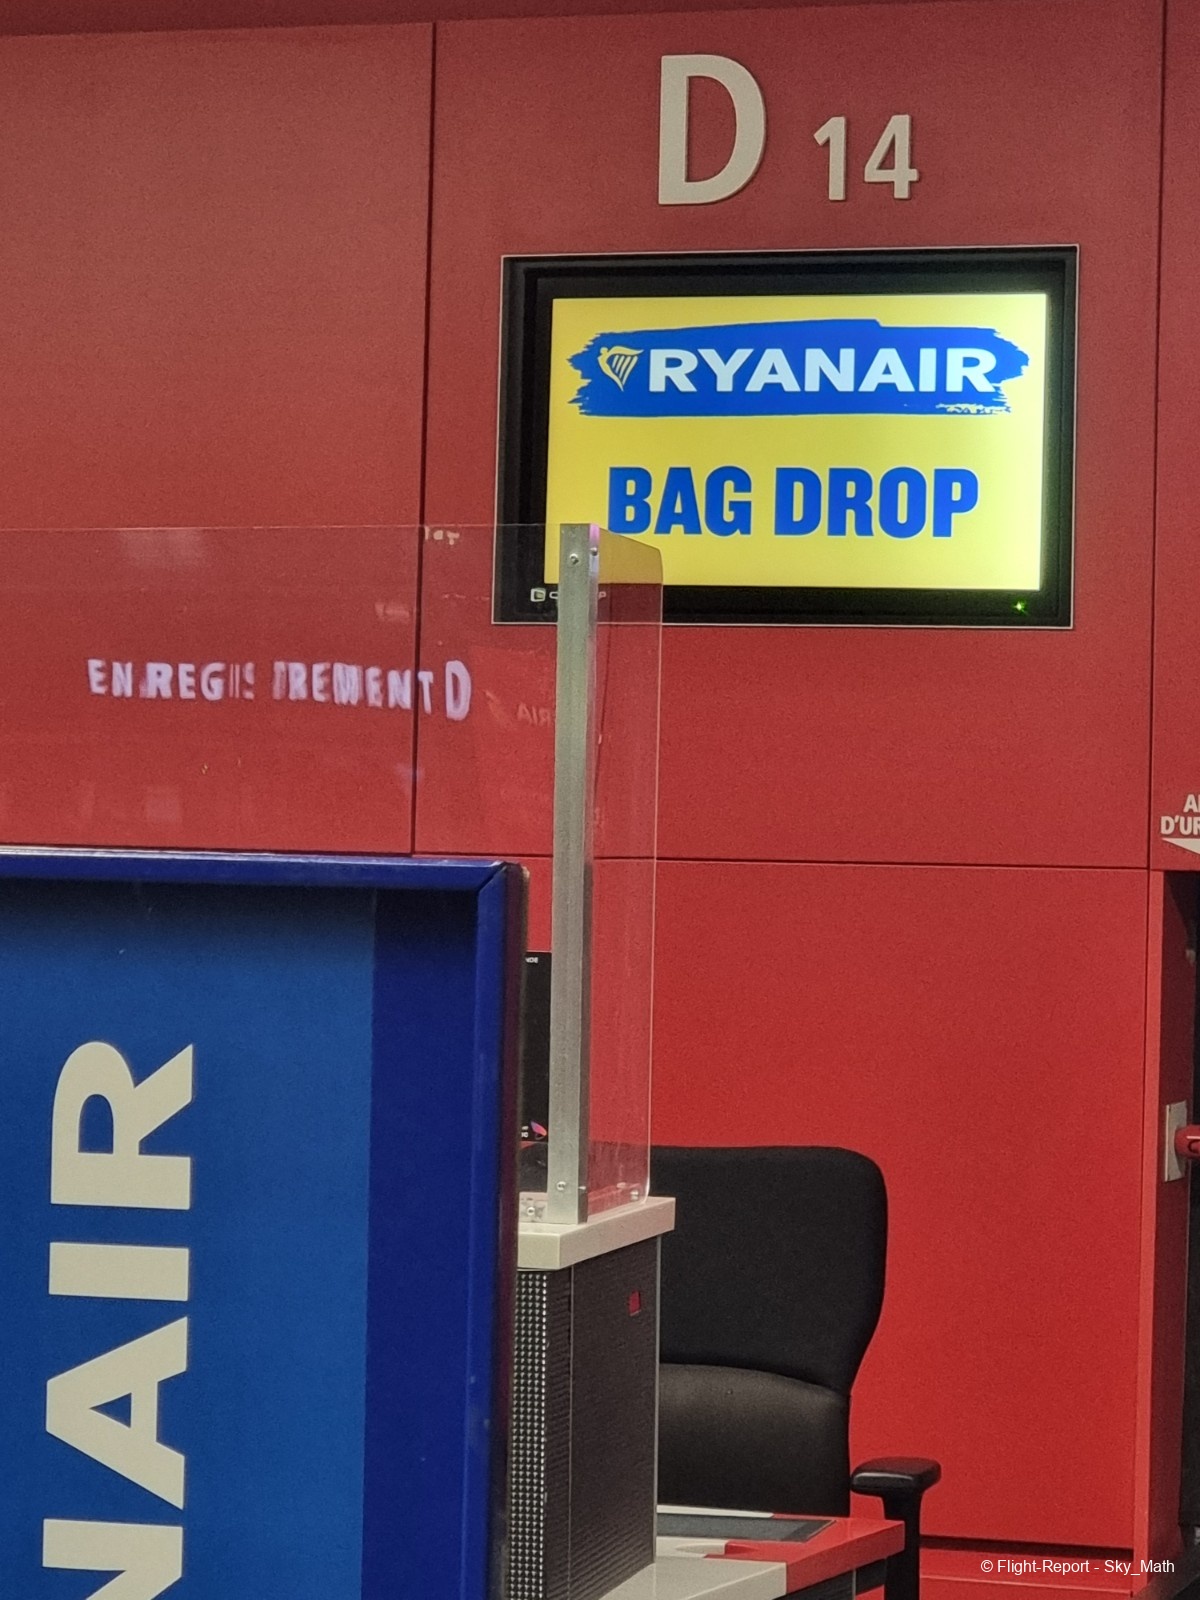 D 14
RYANAIR
BAG DROP
ENREGISTREMENT D
NAIR
© Flight-Report - Sky_Math